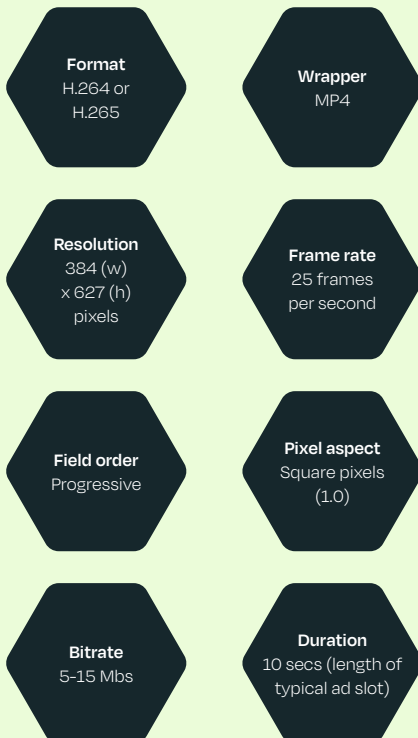 Format
H.264 or
H.265
Wrapper
MP4
Resolution
384 (w)
x 627 (h)
pixels
Frame rate
25 frames
per second
Field order
Progressive
Pixel aspect
Square pixels
(1.0)
Bitrate
5-15 Mbs
Duration
10 secs (length of
typical ad slot)